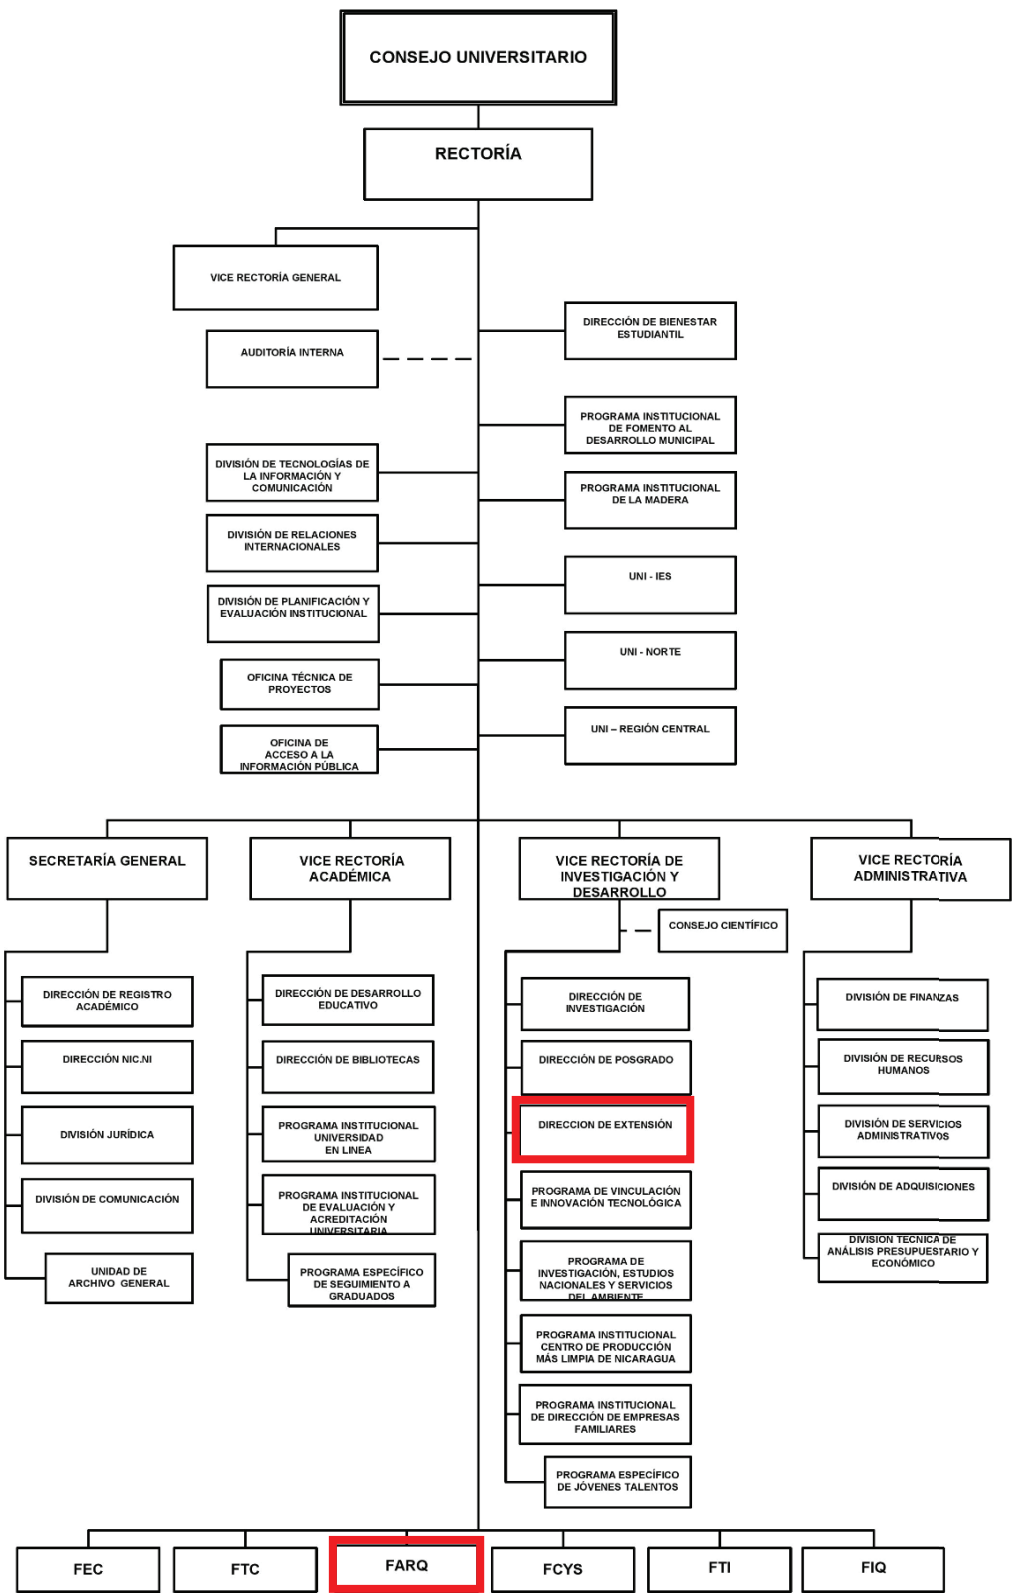 CONSEJO UNIVERSITARIO
RECTORÍA
VICE RECTORÍA GENERAL
AUDITORÍA INTERNA
DIVISIÓN DE TECNOLOGÍAS DE
LA INFORMACIÓN Y
COMUNICACIÓN
DIVISIÓN DE RELACIONES
INTERNACIONALES
DIVISIÓN DE PLANIFICACIÓN Y
EVALUACIÓN INSTITUCIONAL
OFICINA TÉCNICA DE
PROYECTOS
OFICINA DE
ACCESO A LA
INFORMACIÓN PÚBLICA
DIRECCIÓN DE BIENESTAR
ESTUDIANTIL
PROGRAMA INSTITUCIONAL
DE FOMENTO AL
DESARROLLO MUNICIPAL
PROGRAMA INSTITUCIONAL
DE LA MADERA
UNI - IES
UNI - NORTE
UNI – REGIÓN CENTRAL
SECRETARÍA GENERAL
DIRECCIÓN DE REGISTRO
ACADÉMICO
DIRECCIÓN NIC.NI
DIVISIÓN JURÍDICA
DIVISIÓN DE COMUNICACIÓN
UNIDAD DE
ARCHIVO GENERAL
VICE RECTORÍA
ACADÉMICA
DIRECCIÓN DE DESARROLLO
EDUCATIVO
DIRECCIÓN DE BIBLIOTECAS
PROGRAMA INSTITUCIONAL
UNIVERSIDAD
EN LINEA
PROGRAMA INSTITUCIONAL
DE EVALUACIÓN Y
ACREDITACIÓN
UNIVERSITARIA
PROGRAMA ESPECÍFICO
DE SEGUIMIENTO A
GRADUADOS
VICE RECTORÍA DE
INVESTIGACIÓN Y
DESARROLLO
CONSEJO CIENTÍFICO
DIRECCIÓN DE
INVESTIGACIÓN
DIRECCIÓN DE POSGRADO
DIRECCION DE EXTENSIÓN
PROGRAMA DE VINCULACIÓN
E INNOVACIÓN TECNOLÓGICA
PROGRAMA DE
INVESTIGACIÓN, ESTUDIOS
NACIONALES Y SERVICIOS
DEL AMBIENTE
PROGRAMA INSTITUCIONAL
CENTRO DE PRODUCCIÓN
MÁS LIMPIA DE NICARAGUA
PROGRAMA INSTITUCIONAL
DE DIRECCIÓN DE EMPRESAS
FAMILIARES
PROGRAMA ESPECÍFICO
DE JÓVENES TALENTOS
VICE RECTORÍA
ADMINISTRATIVA
DIVISIÓN DE FINANZAS
DIVISIÓN DE RECURSOS
HUMANOS
DIVISIÓN DE SERVICIOS
ADMINISTRATIVOS
DIVISIÓN DE ADQUISICIONES
DIVISIÓN TÉCNICA DE
ANÁLISIS PRESUPUESTARIO Y
ECONÓMICO
FEC
FTC
FARQ
FCYS
FTI
FIQ